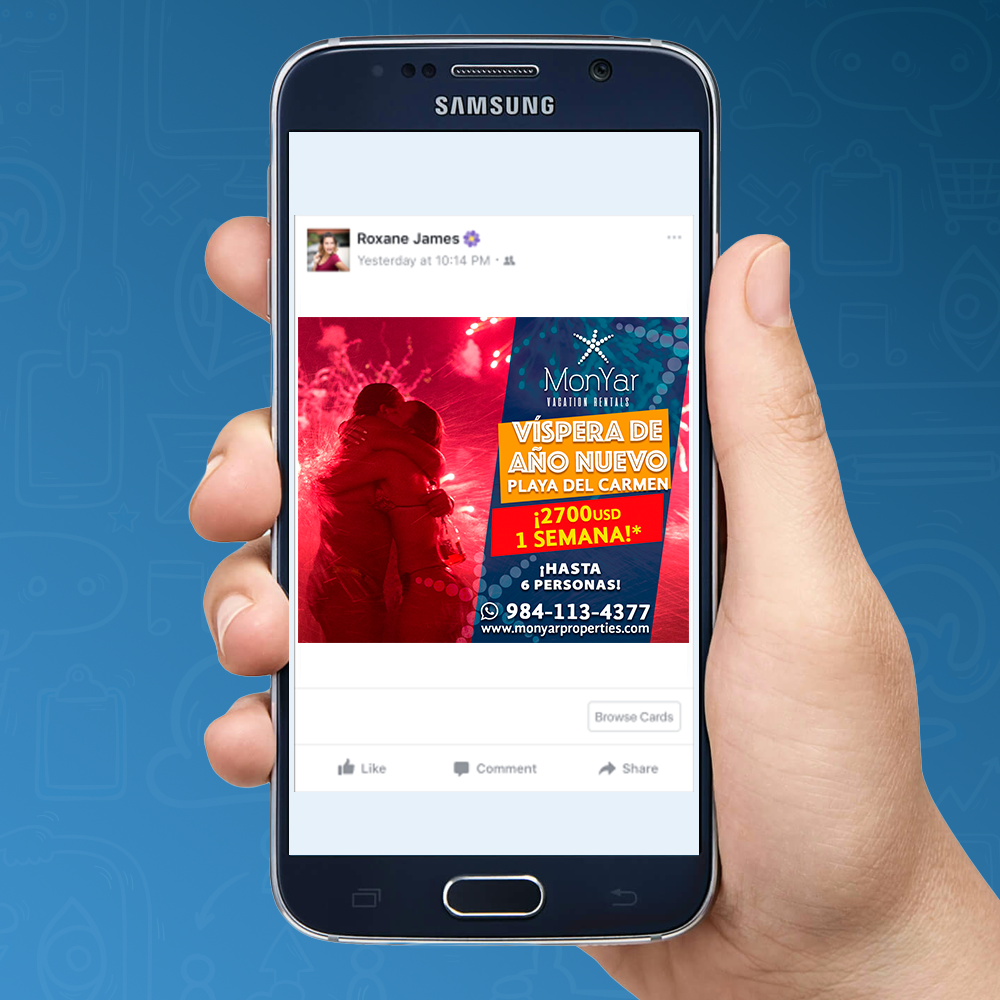 SAMSUNG
Roxane James
Yesterday at 10:14 PM
MonYar
VACATION RENTALS
VÍSPERA DE
AÑO NUEVO
PLAYA DEL CARMEN
¡2700USD
1 SEMANA!*
¡HASTA
6 PERSONAS!
984-113-4377
www.monyarproperties.com
Browse Cards
Like
Comment
Share